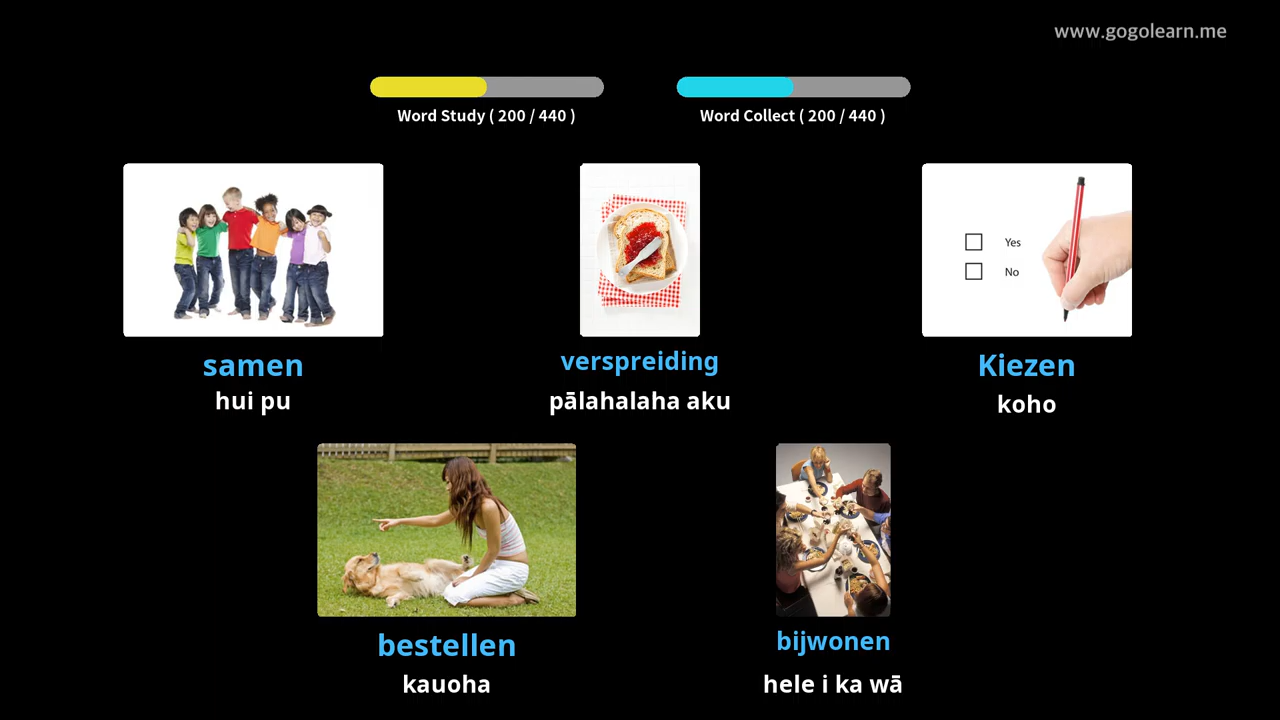 www.gogolearn.me
Word Study ( 200 / 440 )
Word Collect ( 200 / 440 )
Yes
No
samen
hui pu
verspreiding
pālahalaha aku
Kiezen
koho
bestellen
kauoha
bijwonen
hele i ka wā